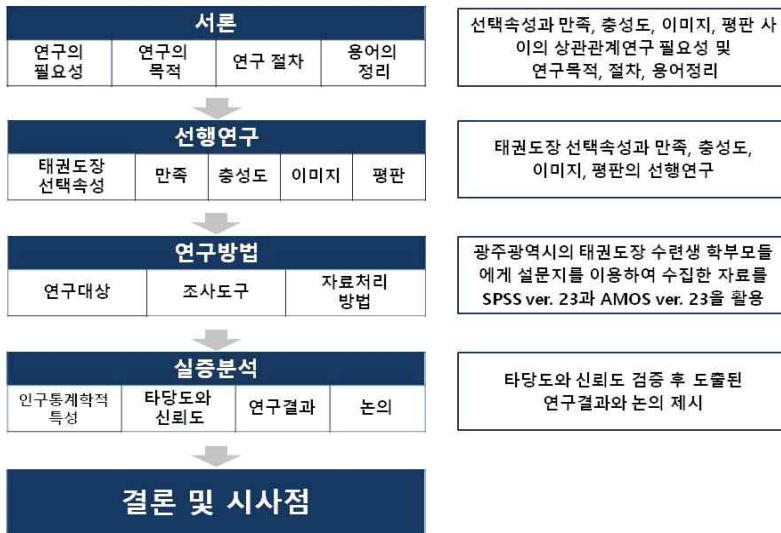 서론
연구의
필요성
연구의
목적
연구 절차
용어의
정리
선택속성과 만족, 충성도, 이미지, 평판 사
이의 상관관계연구 필요성 및
연구목적, 절차, 용어정리
선행연구
태권도장
선택속성
만족
충성도
이미지
평판
태권도장 선택속성과 만족, 충성도,
이미지, 평판의 선행연구
연구방법
연구대상
조사도구
자료처리
방법
광주광역시의 태권도장 수련생 학부모들
에게 설문지를 이용하여 수집한 자료를
SPSS ver. 23과 AMOS ver. 23을 활용
실증분석
인구통계학적
특성
타당도와
신뢰도
연구결과
논의
타당도와 신뢰도 검증 후 도출된
연구결과와 논의 제시
결론 및 시사점